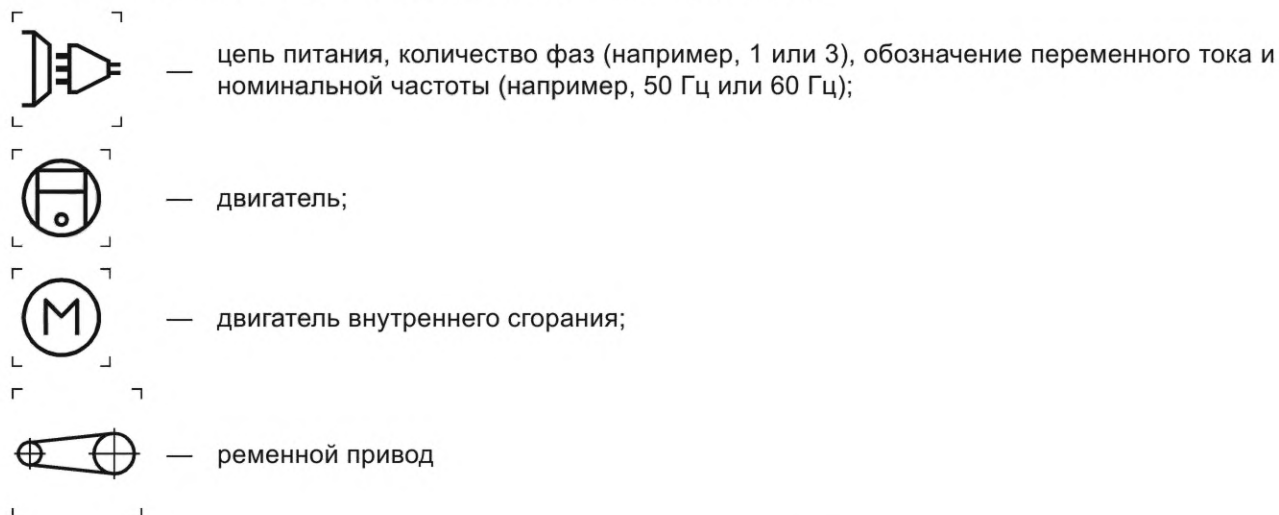 — цепь питания, количество фаз (например, 1 или 3), обозначение переменного тока и
номинальной частоты (например, 50 Гц или 60 Гц);
— двигатель;
M — двигатель внутреннего сгорания;
— ременной привод